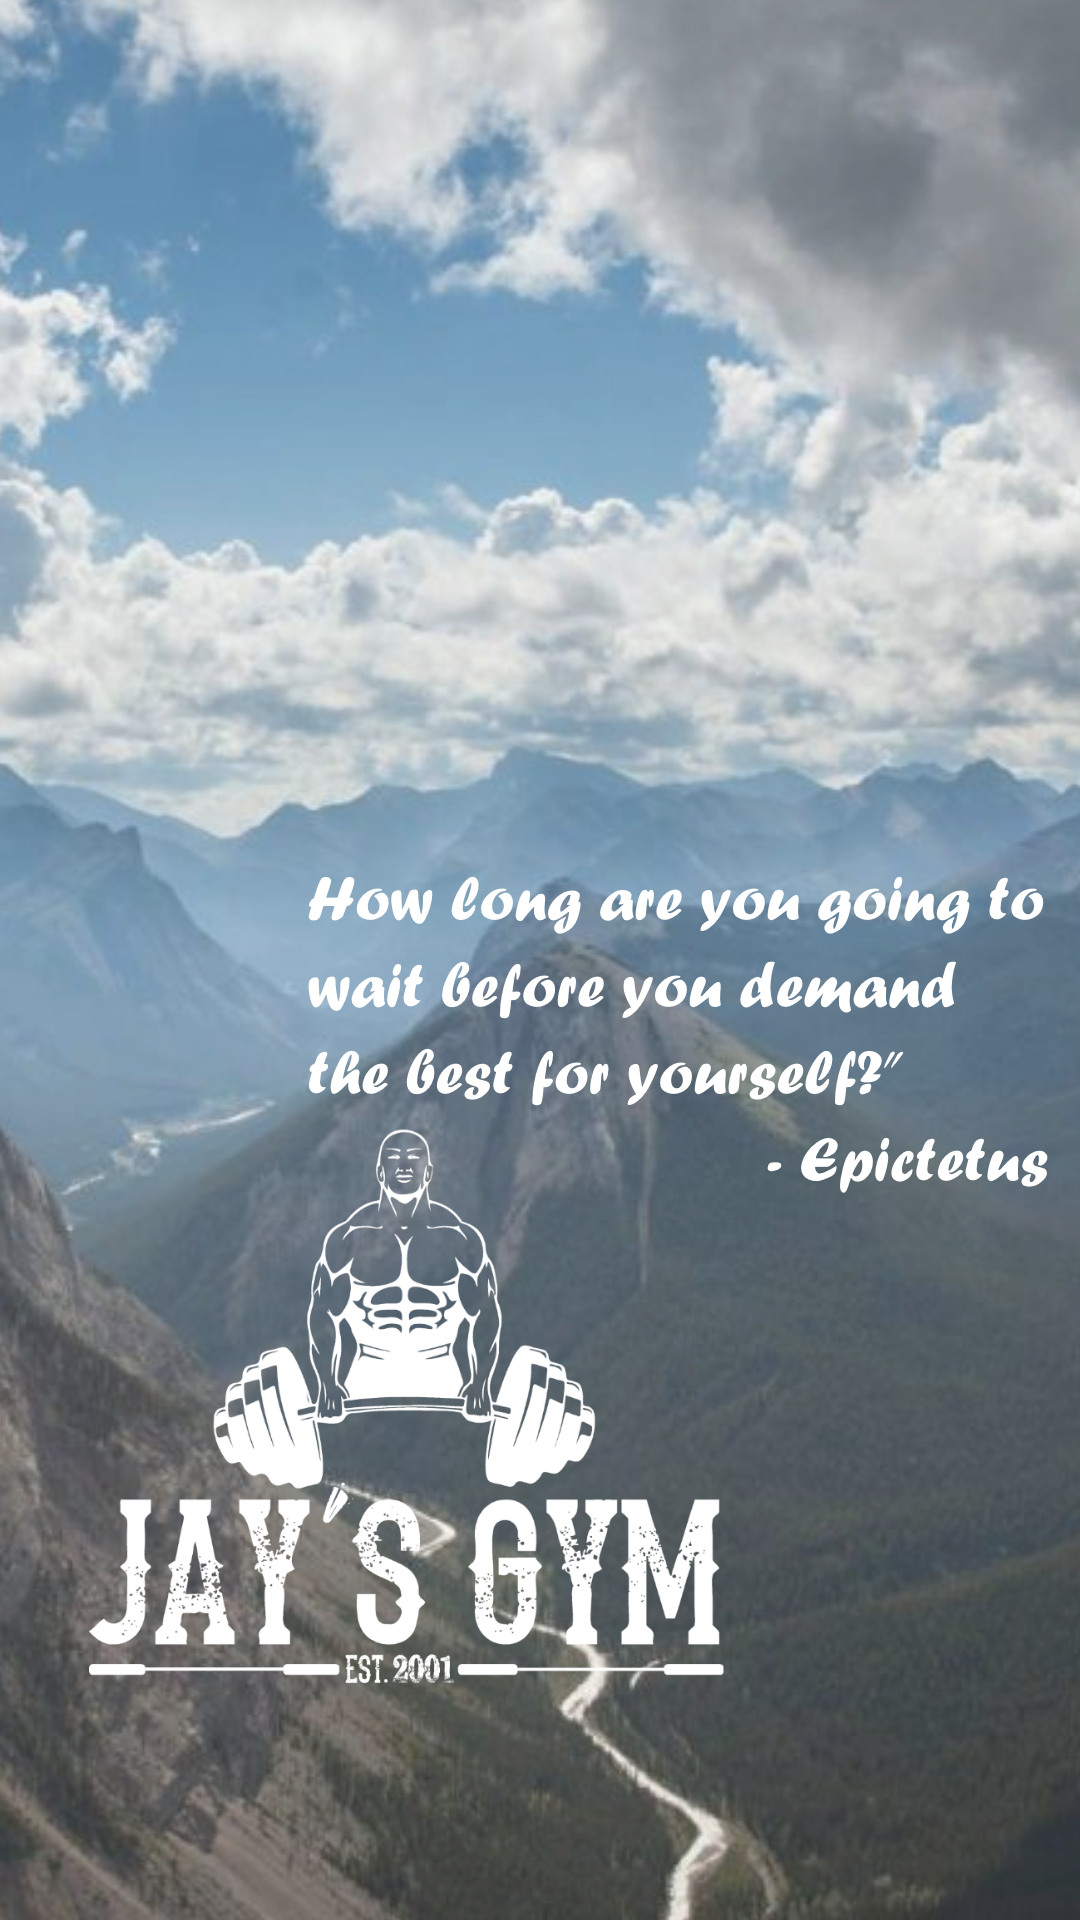 How long are you going to
wait before you demand
the best for yourself?"
- Epictetus
JAY'S GYM
EST. 2001